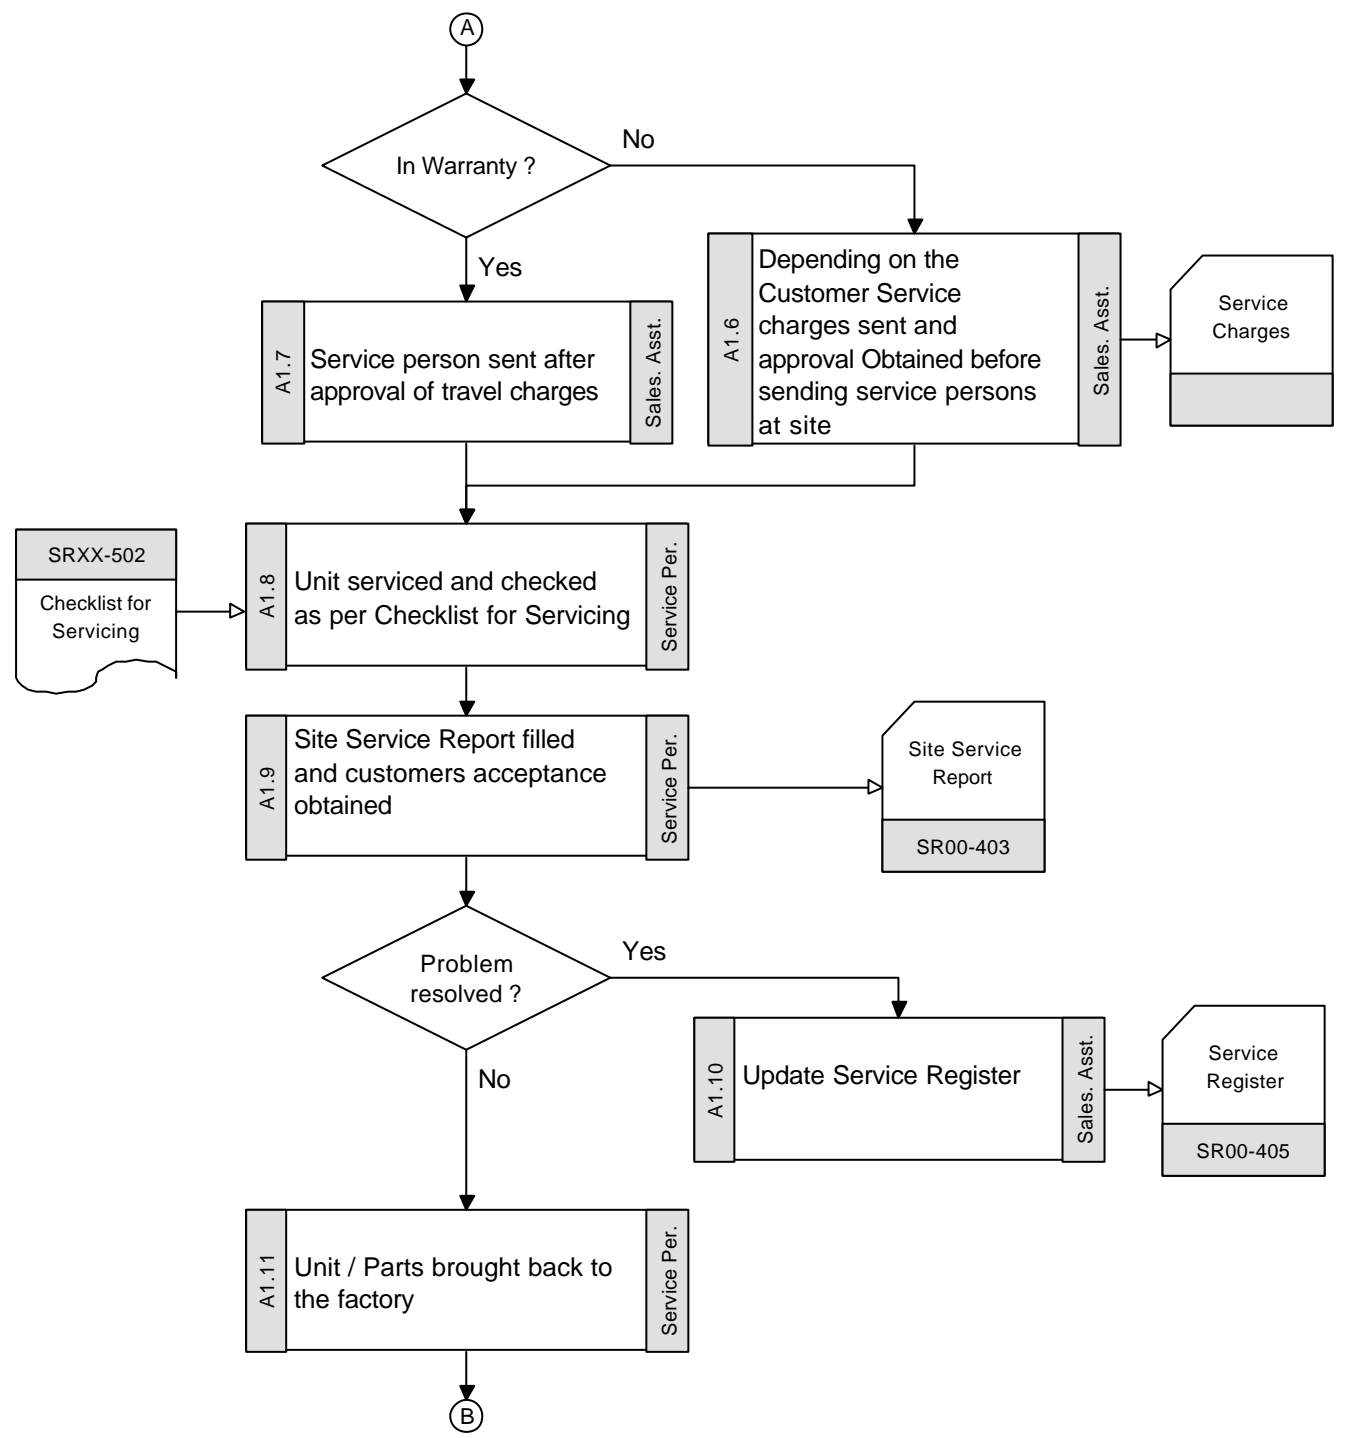 A
In Warranty ?
No
Yes
A1.7
Service person sent after
approval of travel charges
Sales. Asst.
A1.6
Depending on the
Customer Service
charges sent and
approval Obtained before
sending service persons
at site
Sales. Asst.
Service
Charges
SRXX-502
Checklist for
Servicing
A1.8
Unit serviced and checked
as per Checklist for Servicing
Service Per.
A1.9
Site Service Report filled
and customers acceptance
obtained
Service Per.
Site Service
Report
SR00-403
Problem
resolved ?
Yes
No
A1.10
Update Service Register
Sales. Asst.
Service
Register
SR00-405
A1.11
Unit / Parts brought back to
the factory
Service Per.
B